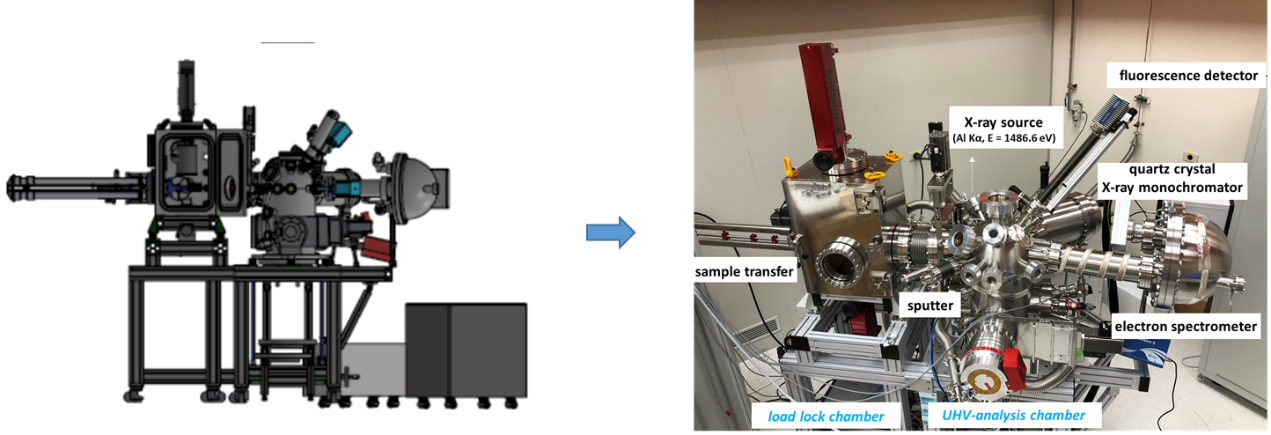 fluorescence detector
X-ray source
(Al Kα, E = 1486.6 eV)
quartz crystal
X-ray monochromator
sample transfer
sputter
electron spectrometer
load lock chamber
UHV-analysis chamber